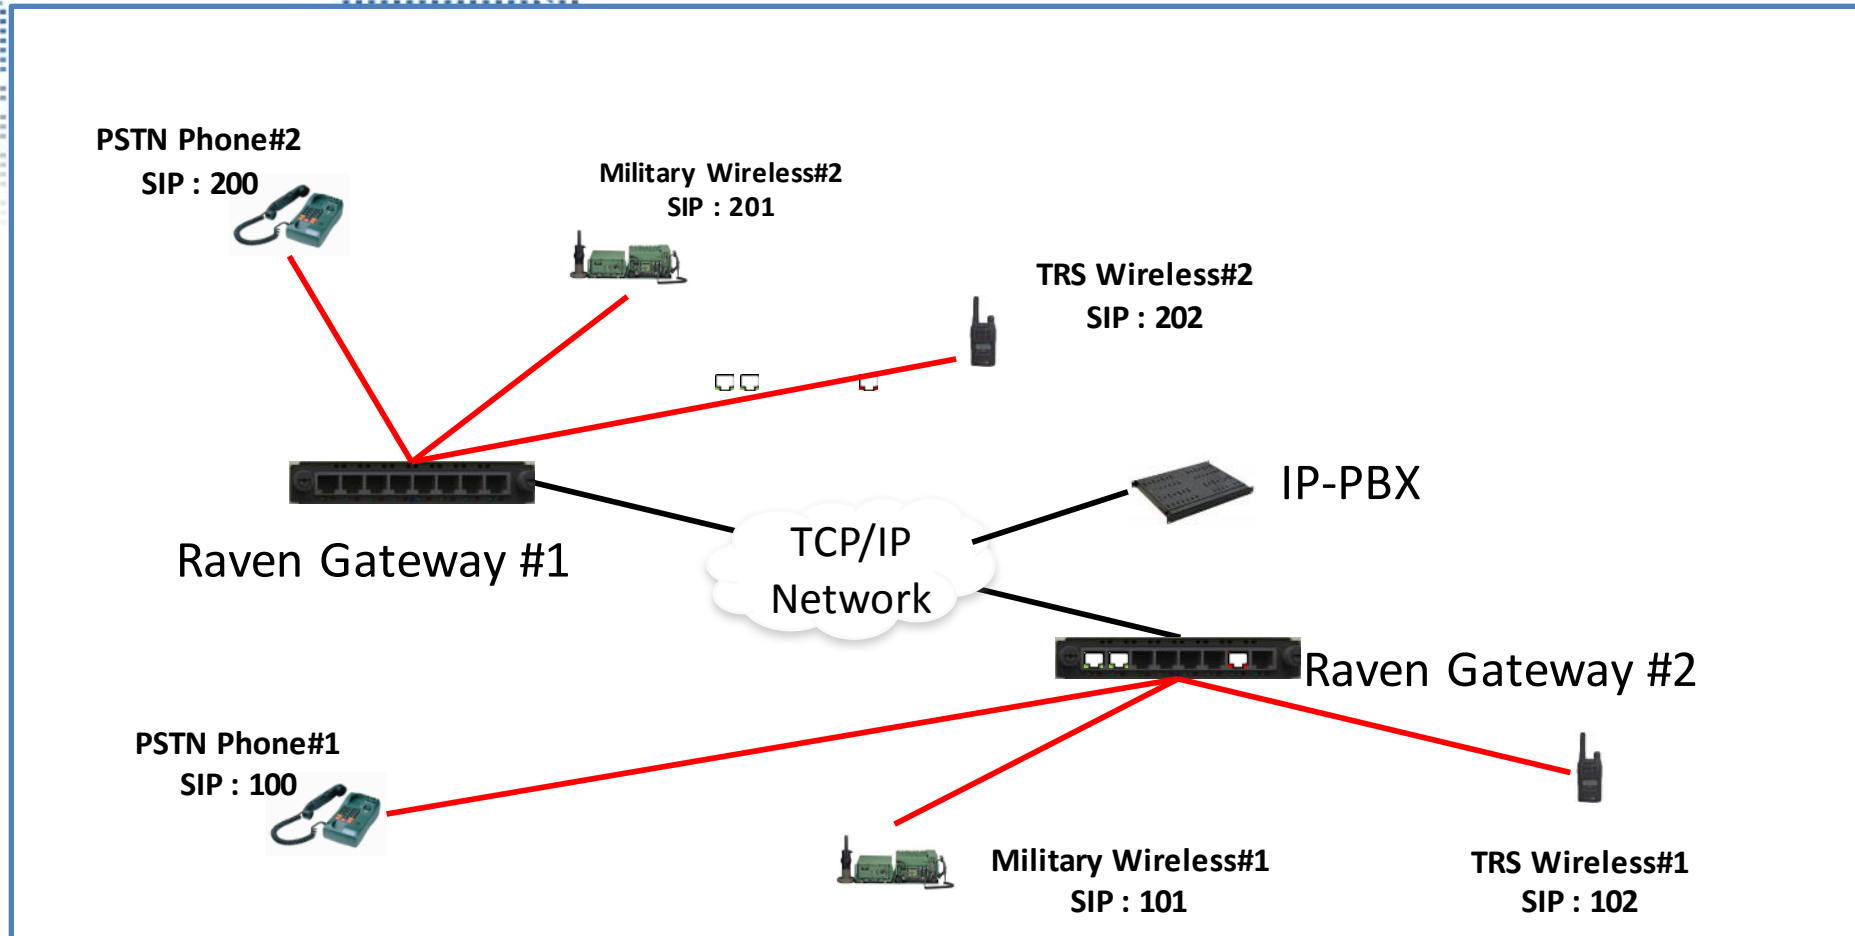 PSTN Phone#2
SIP : 200
Military Wireless#2
SIP : 201
TRS Wireless#2
SIP : 202
IP-PBX
TCP/IP
Network
Raven Gateway #1
Raven Gateway #2
PSTN Phone#1
SIP : 100
Military Wireless#1
SIP : 101
TRS Wireless#1
SIP : 102